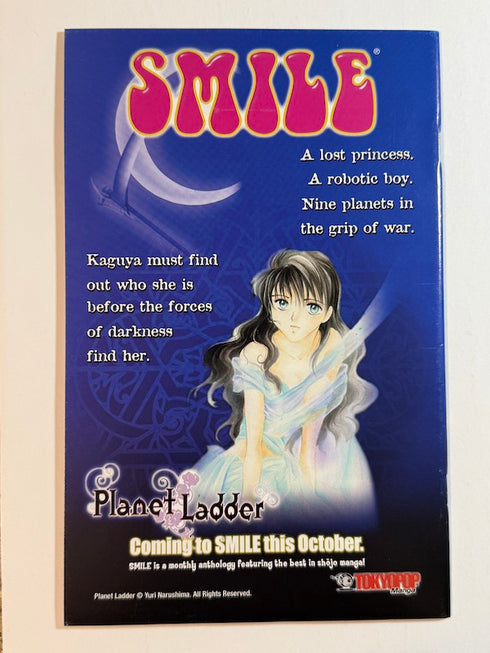 SMILE®
A lost princess.
A robotic boy.
Nine planets in
the grip of war.
Kaguya must find
out who she is
before the forces
of darkness
find her.
Planet Ladder
Coming to SMILE this October.
SMILE is a monthly anthology featuring the best in shōjo manga!
TOKYOPOP
Manga
Planet Ladder © Yuri Narushima. All Rights Reserved.